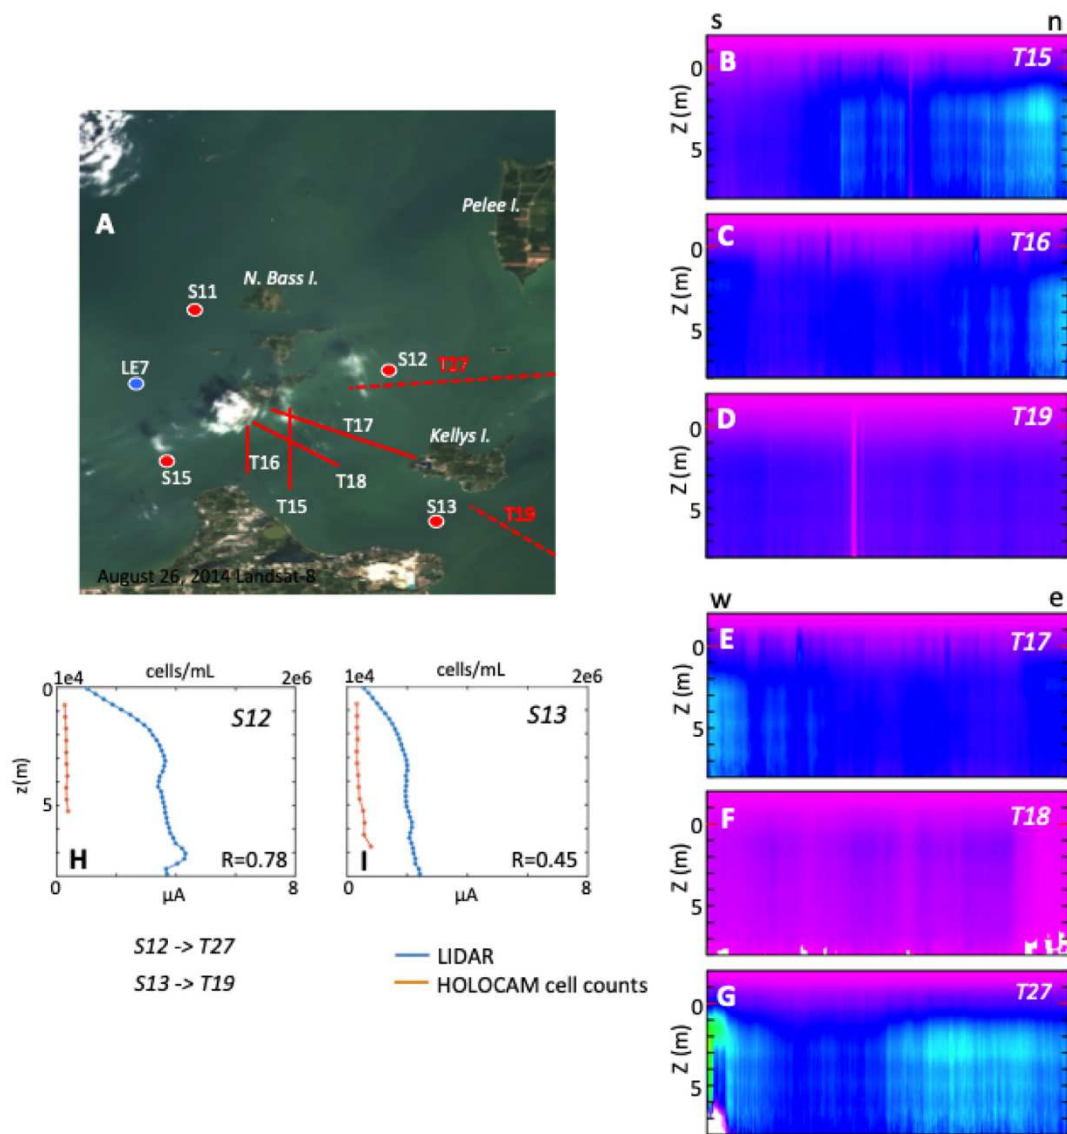 A
Pelee I.
N. Bass I.
S11
LE7
S12
T27
T17
Kellys I.
S15
T16
T18
T15
S13
T19
August 26, 2014 Landsat-8
s
n
B
T15
Z (m)
0
5
C
T16
Z (m)
0
5
D
T19
Z (m)
0
5
w
e
E
T17
Z (m)
0
5
F
T18
Z (m)
0
5
G
T27
Z (m)
0
5
cells/mL
1e4
2e6
S12
z(m)
0
5
H
R=0.78
0
8
µA
cells/mL
1e4
2e6
S13
I
R=0.45
0
8
µA
S12 -> T27
S13 -> T19
LIDAR
HOLOCAM cell counts